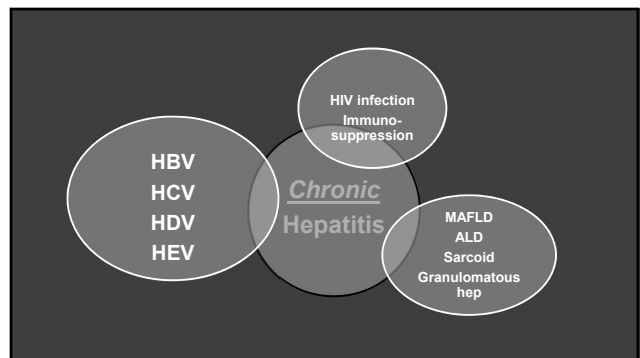 HIV infection
Immuno-
suppression
HBV
HCV
HDV
HEV
Chronic
Hepatitis
MAFLD
ALD
Sarcoid
Granulomatous
hep